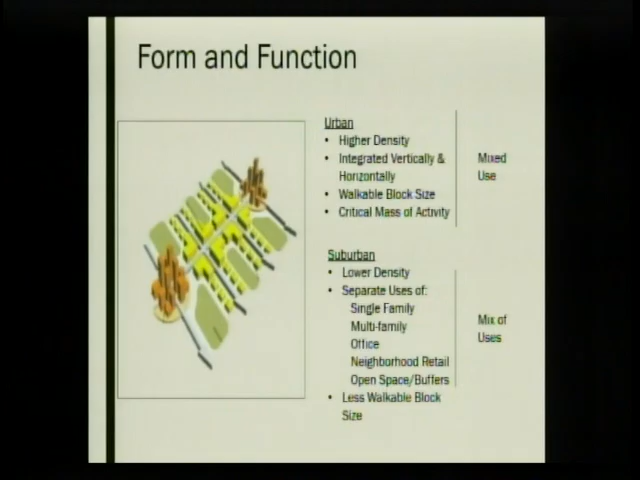 Form and Function
Urban
• Higher Density
• Integrated Vertically &
Horizontally
• Walkable Block Size
• Critical Mass of Activity
Mixed
Use
Suburban
• Lower Density
• Separate Uses of:
Single Family
Multi-family
Office
Neighborhood Retail
Open Space/Buffers
• Less Walkable Block
Size
Mix of
Uses